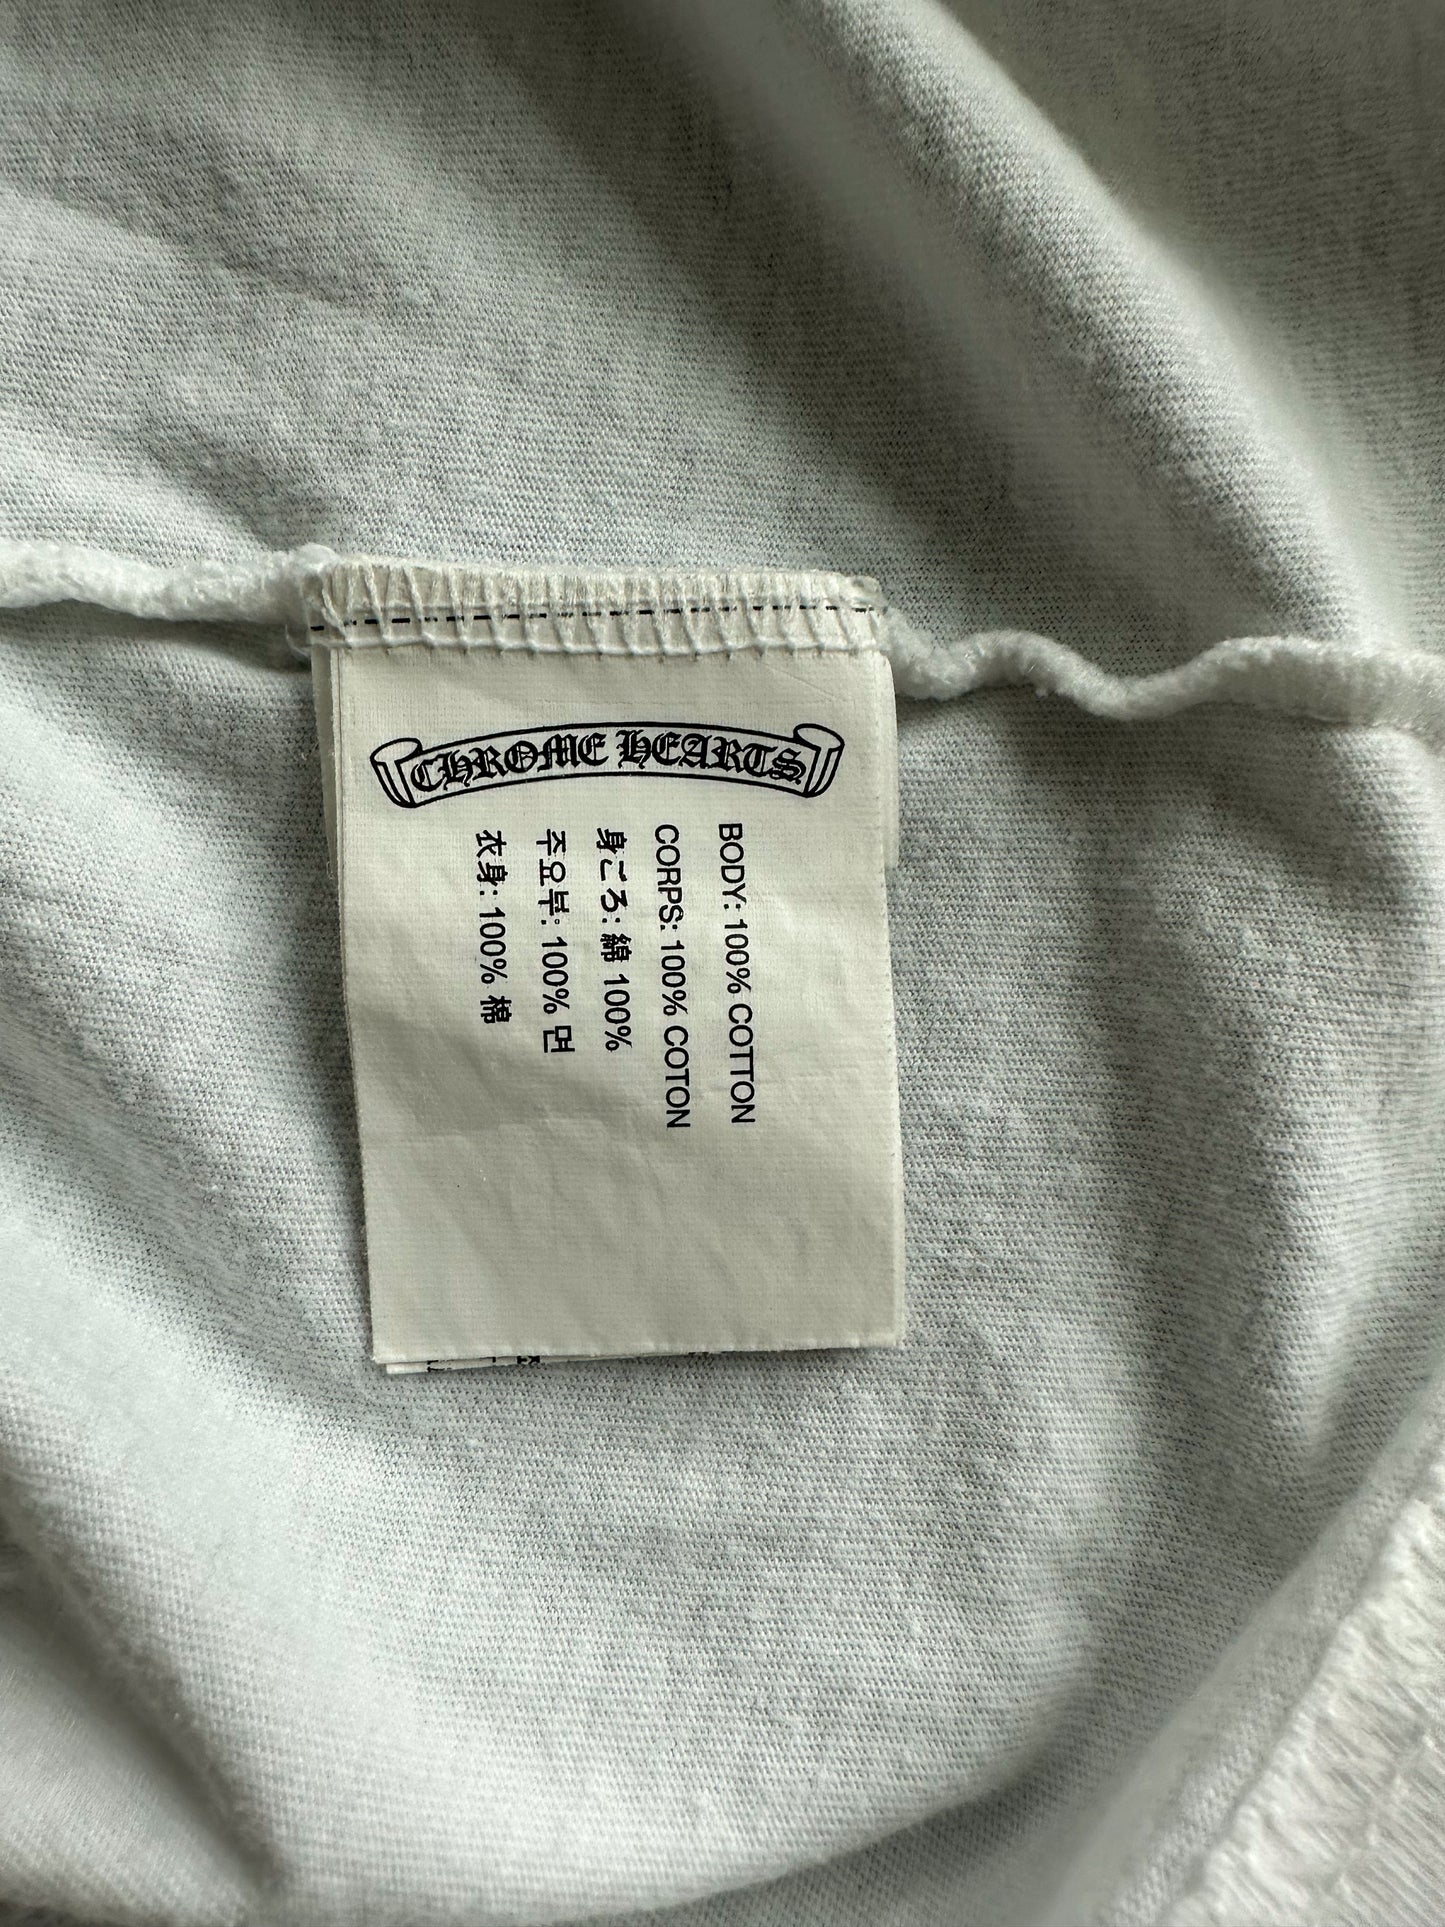 CHROME HEARTS
BODY: 100% COTTON
CORPS: 100% COTON
身ごろ: 綿 100%
주요부: 100% 면
衣身: 100% 棉